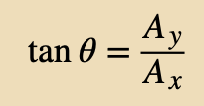 tan θ = A_y / A_x